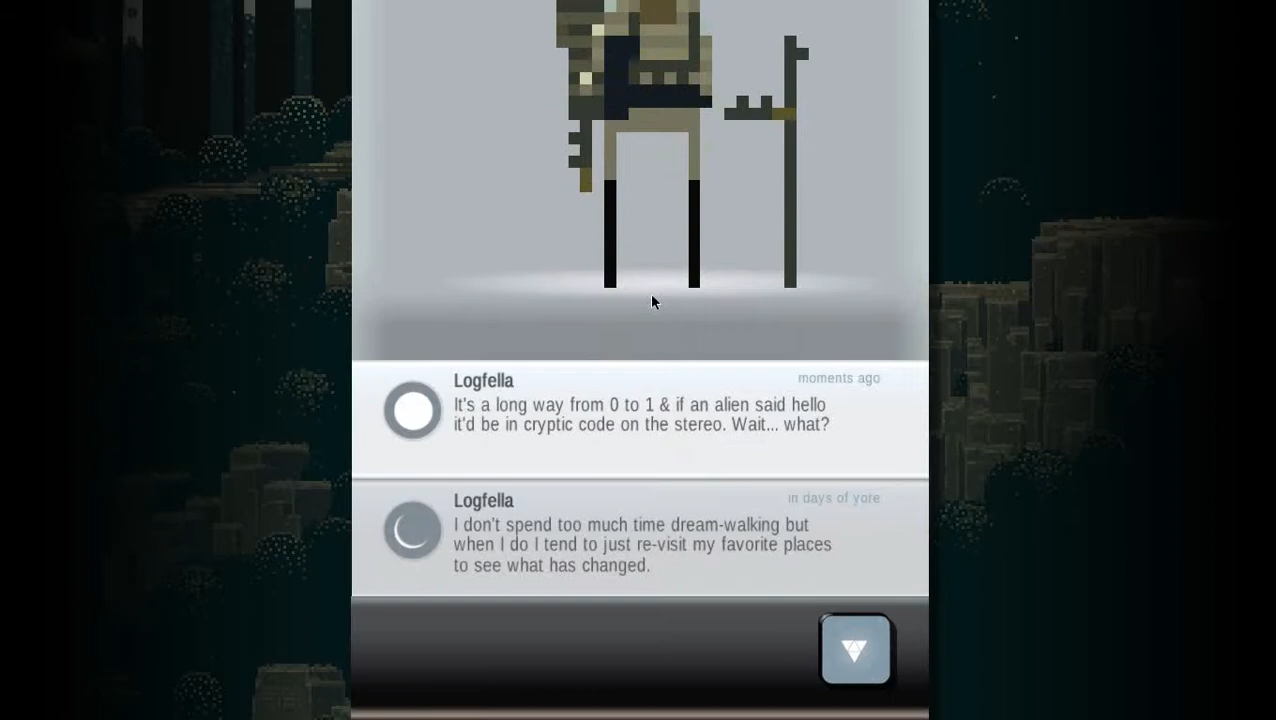 Logfella
moments ago
It's a long way from 0 to 1 & if an alien said hello
it'd be in cryptic code on the stereo. Wait... what?
Logfella
in days of yore
I don't spend too much time dream-walking but
when I do I tend to just re-visit my favorite places
to see what has changed.